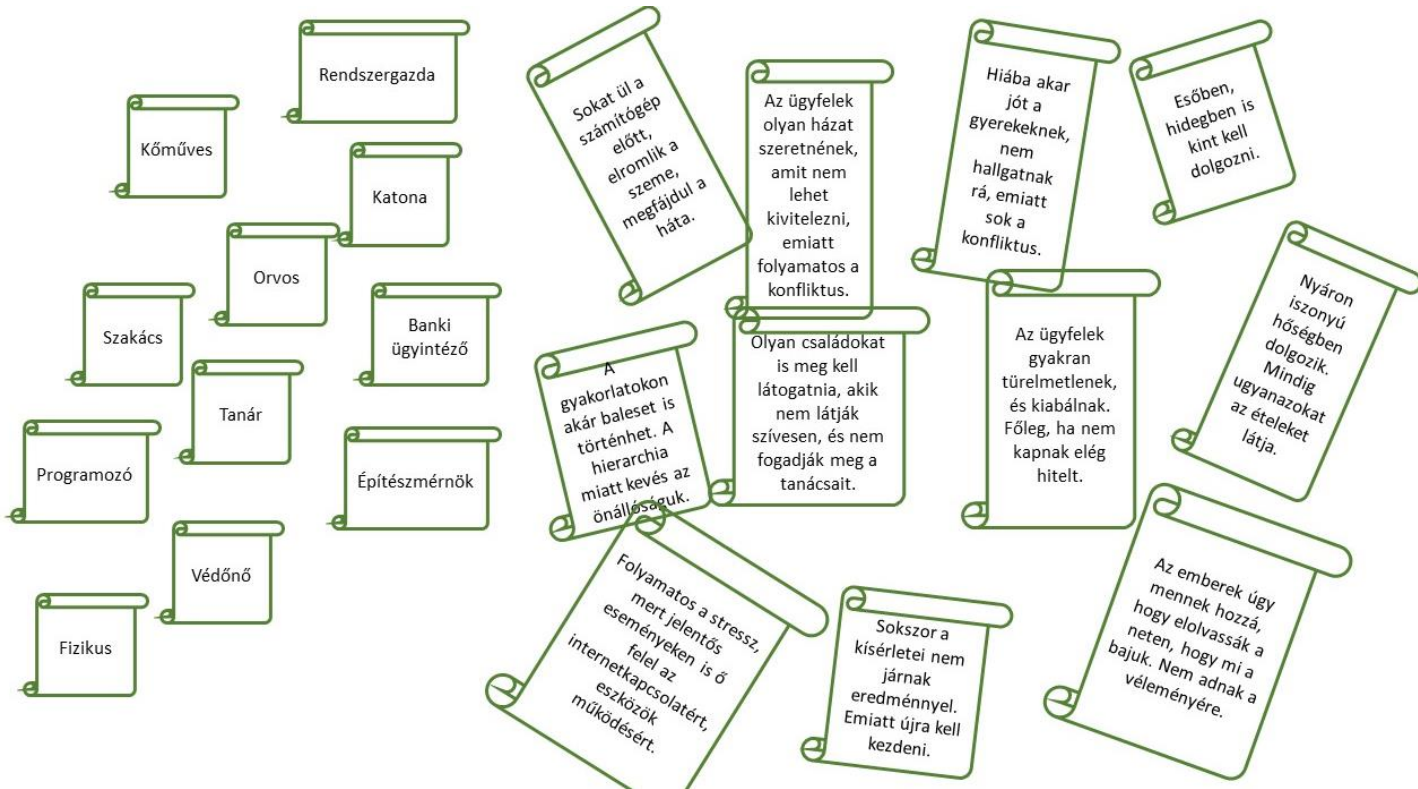 Rendszergazda
Kőműves
Katona
Orvos
Szakács
Banki
ügyintéző
Tanár
Programozó
Építészmérnök
Védőnő
Fizikus
Sokat ül a
számítógép
előtt,
elromlik a
szeme,
megfájdul a
háta.
Az ügyfelek
olyan házat
szeretnének,
amit nem
lehet
kivitelezni,
emiatt
folyamatos a
konfliktus.
Hiába akar
jót a
gyerekeknek,
nem
hallgatnak
rá, emiatt
sok a
konfliktus.
Esőben,
hidegben is
kint kell
dolgozni.
A
gyakorlatokon
akár baleset is
történhet. A
hierarchia
miatt kevés az
önállóságuk.
Olyan családokat
is meg kell
látogatnia, akik
nem látják
szívesen, és nem
fogadják meg a
tanácsait.
Az ügyfelek
gyakran
türelmetlenek,
és kiabálnak.
Főleg, ha nem
kapnak elég
hitelt.
Nyáron
iszonyú
hőségben
dolgozik.
Mindig
ugyanazokat
az ételeket
látja.
Folyamatos a stressz,
mert jelentős
eseményeken is ő
felel az
internetkapcsolatért,
eszközök
működésért.
Sokszor a
kísérletei nem
járnak
eredménnyel.
Emiatt újra kell
kezdeni.
Az emberek úgy
mennek hozzá,
hogy elolvassák a
neten, hogy mi a
bajuk. Nem adnak a
véleményére.